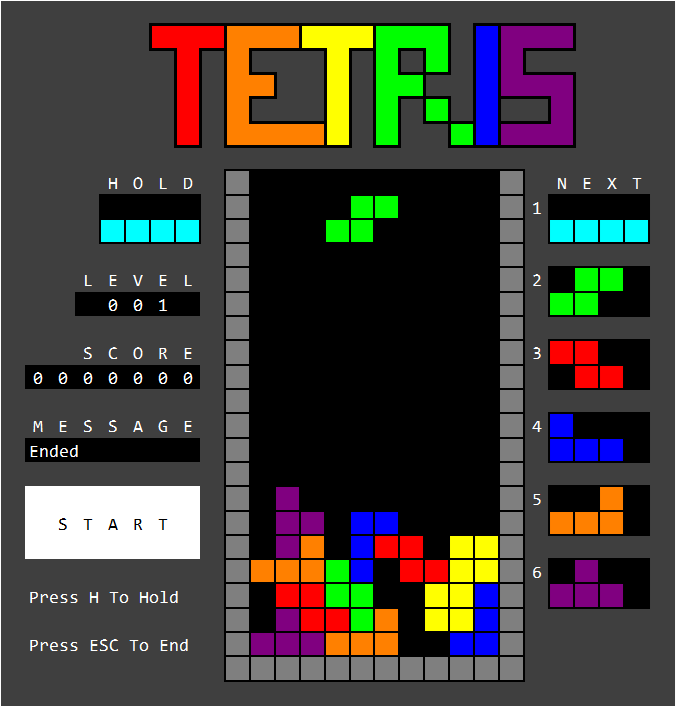 TETRIS
HOLD
LEVEL
001
SCORE
0000000
MESSAGE
Ended
START
Press H To Hold
Press ESC To End
NEXT
1
2
3
4
5
6